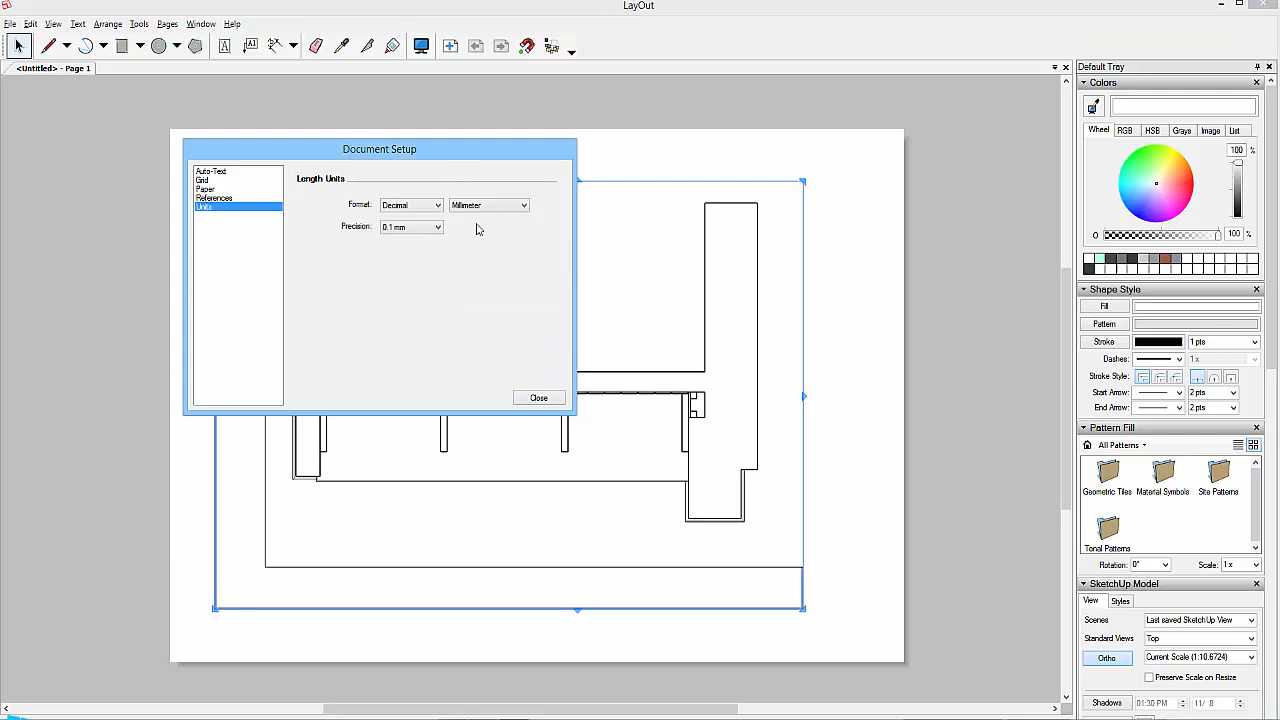 LayOut
File Edit View Text Arrange Tools Pages Window Help
<Untitled> - Page 1
Default Tray
Colors
Wheel RGB HSB Grays Image List
100 %
O 100 %
Shape Style
Fill
Pattern
Stroke 1 pts
Dashes: 1 x
Stroke Style:
Start Arrow: 2 pts
End Arrow: 2 pts
Pattern Fill
All Patterns
Geometric Tiles Material Symbols Site Patterns
Tonal Patterns
Rotation: 0° Scale: 1 x
SketchUp Model
View Styles
Scenes Last saved SketchUp View
Standard Views Top
Ortho Current Scale (1:10.6724)
Preserve Scale on Resize
Shadows 01:30 PM 11/ 8
Document Setup
Auto-Text
Grid
Paper
References
Units
Length Units
Format: Decimal Millimeter
Precision: 0.1 mm
Close